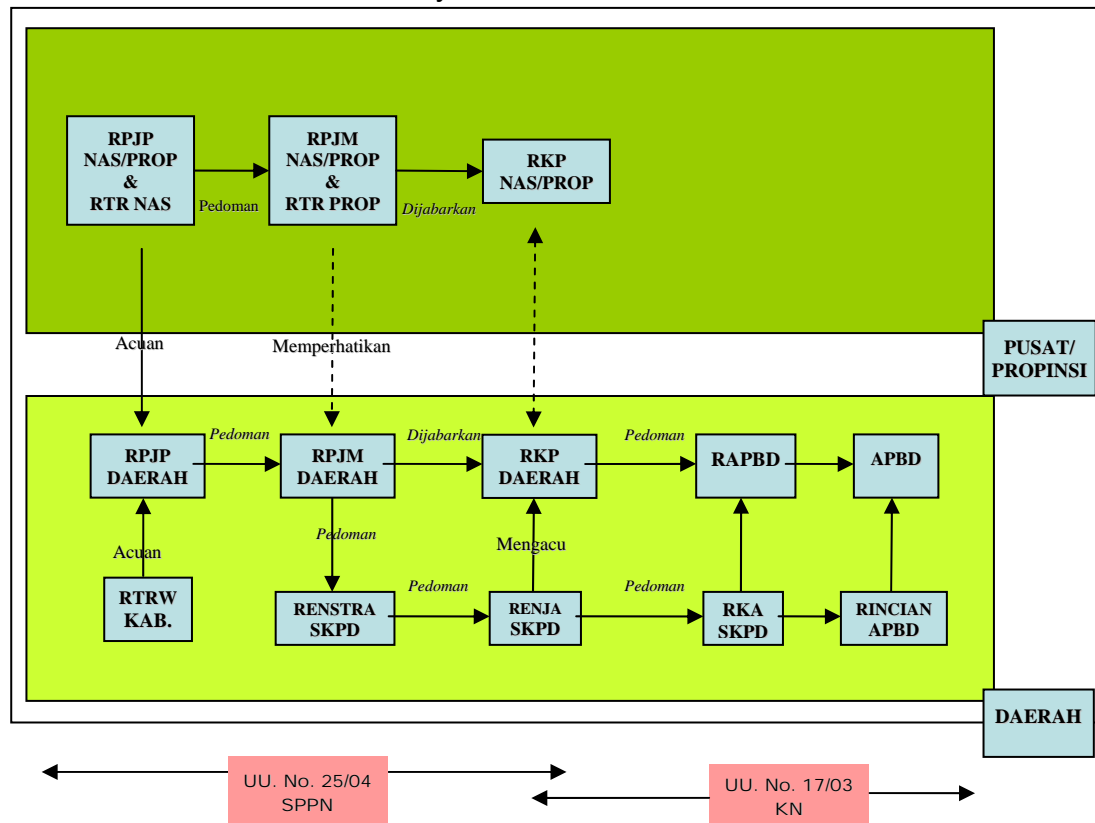 RPJP
NAS/PROP
&
RTR NAS
Pedoman
RPJM
NAS/PROP
&
RTR PROP
Dijabarkan
RKP
NAS/PROP
Acuan
Memperhatikan
PUSAT/
PROPINSI
RPJP
DAERAH
Pedoman
RPJM
DAERAH
Dijabarkan
RKP
DAERAH
Pedoman
RAPBD
APBD
Acuan
Pedoman
Mengacu
RTRW
KAB.
RENSTRA
SKPD
Pedoman
RENJA
SKPD
Pedoman
RKA
SKPD
RINCIAN
APBD
DAERAH
UU. No. 25/04
SPPN
UU. No. 17/03
KN